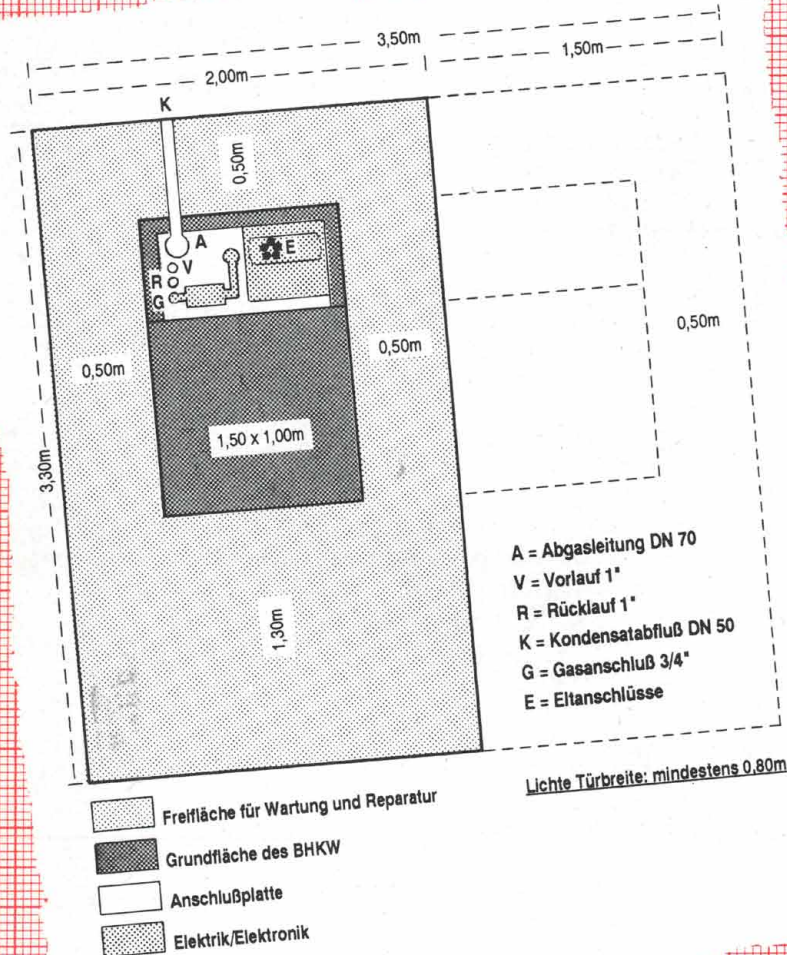 3,50m
2,00m
1,50m
K
0,50m
A
E
V
R
G
0,50m
0,50m
0,50m
1,50 x 1,00m
3,30m
1,30m
A = Abgasleitung DN 70
V = Vorlauf 1"
R = Rücklauf 1"
K = Kondensatabfluß DN 50
G = Gasanschluß 3/4"
E = Eltanschlüsse
Lichte Türbreite: mindestens 0,80m
Freifläche für Wartung und Reparatur
Grundfläche des BHKW
Anschlußplatte
Elektrik/Elektronik